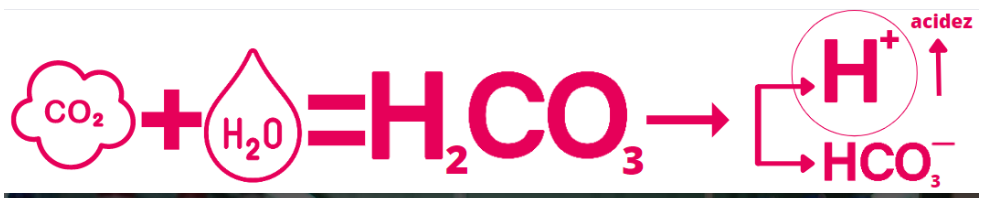 CO₂ + H₂O = H₂CO₃ → H⁺ acidez ↑
HCO₃⁻